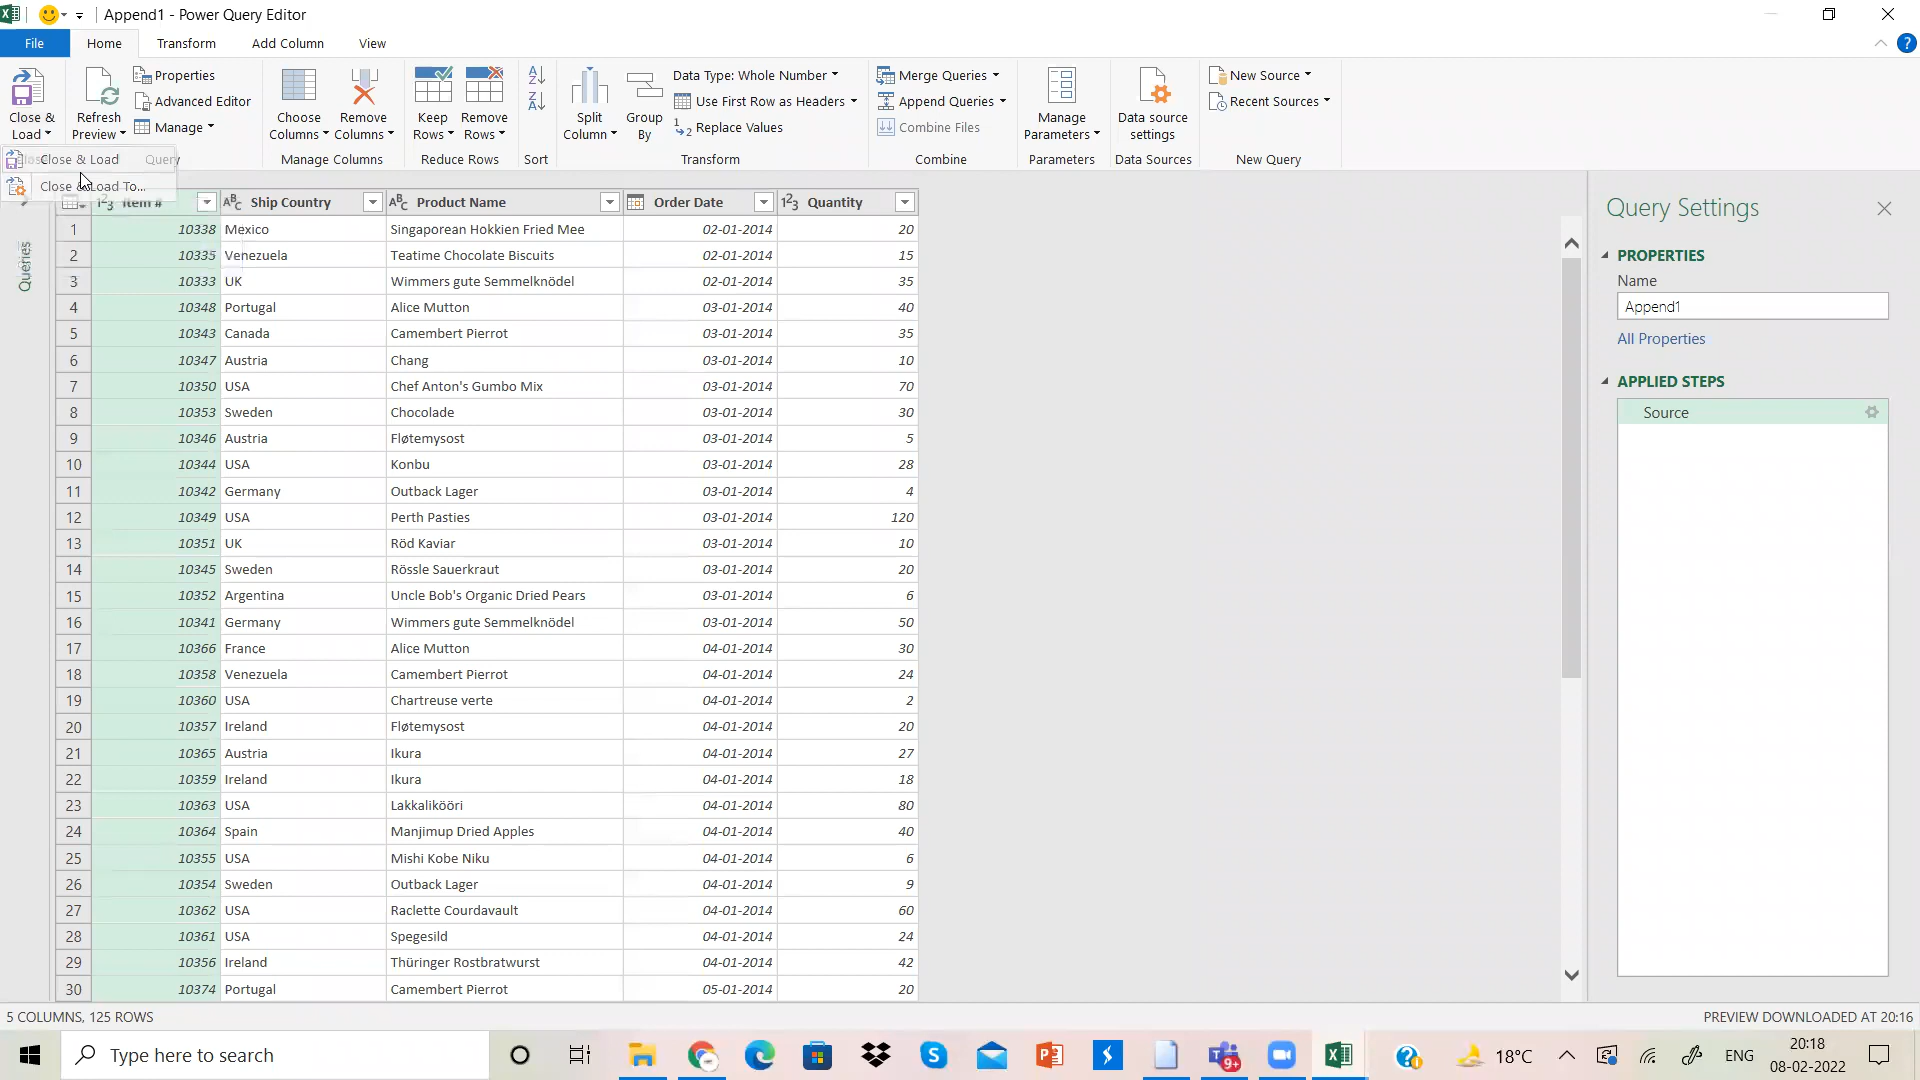 Append1 - Power Query Editor
File
Home
Transform
Add Column
View
Close & Load
Refresh Preview
Properties
Advanced Editor
Manage
Choose Columns
Remove Columns
Manage Columns
Keep Rows
Remove Rows
Reduce Rows
Sort
Split Column
Group By
Data Type: Whole Number
Use First Row as Headers
Replace Values
Transform
Merge Queries
Append Queries
Combine Files
Combine
Manage Parameters
Parameters
Data source settings
Data Sources
New Source
Recent Sources
New Query
Close & Load
Query
Close & Load To...
Queries
Item # Ship Country Product Name Order Date Quantity
1 10338 Mexico Singaporean Hokkien Fried Mee 02-01-2014 20
2 10335 Venezuela Teatime Chocolate Biscuits 02-01-2014 15
3 10333 UK Wimmers gute Semmelknödel 02-01-2014 35
4 10348 Portugal Alice Mutton 03-01-2014 40
5 10343 Canada Camembert Pierrot 03-01-2014 35
6 10347 Austria Chang 03-01-2014 10
7 10350 USA Chef Anton's Gumbo Mix 03-01-2014 70
8 10353 Sweden Chocolade 03-01-2014 30
9 10346 Austria Fløtemysost 03-01-2014 5
10 10344 USA Konbu 03-01-2014 28
11 10342 Germany Outback Lager 03-01-2014 4
12 10349 USA Perth Pasties 03-01-2014 120
13 10351 UK Röd Kaviar 03-01-2014 10
14 10345 Sweden Rössle Sauerkraut 03-01-2014 20
15 10352 Argentina Uncle Bob's Organic Dried Pears 03-01-2014 6
16 10341 Germany Wimmers gute Semmelknödel 03-01-2014 50
17 10366 France Alice Mutton 04-01-2014 30
18 10358 Venezuela Camembert Pierrot 04-01-2014 24
19 10360 USA Chartreuse verte 04-01-2014 2
20 10357 Ireland Fløtemysost 04-01-2014 20
21 10365 Austria Ikura 04-01-2014 27
22 10359 Ireland Ikura 04-01-2014 18
23 10363 USA Lakkalikööri 04-01-2014 80
24 10364 Spain Manjimup Dried Apples 04-01-2014 40
25 10355 USA Mishi Kobe Niku 04-01-2014 6
26 10354 Sweden Outback Lager 04-01-2014 9
27 10362 USA Raclette Courdavault 04-01-2014 60
28 10361 USA Spegesild 04-01-2014 24
29 10356 Ireland Thüringer Rostbratwurst 04-01-2014 42
30 10374 Portugal Camembert Pierrot 05-01-2014 20
Query Settings
PROPERTIES
Name
Append1
All Properties
APPLIED STEPS
Source
5 COLUMNS, 125 ROWS
PREVIEW DOWNLOADED AT 20:16
Type here to search
9+
18°C
ENG
20:18
08-02-2022